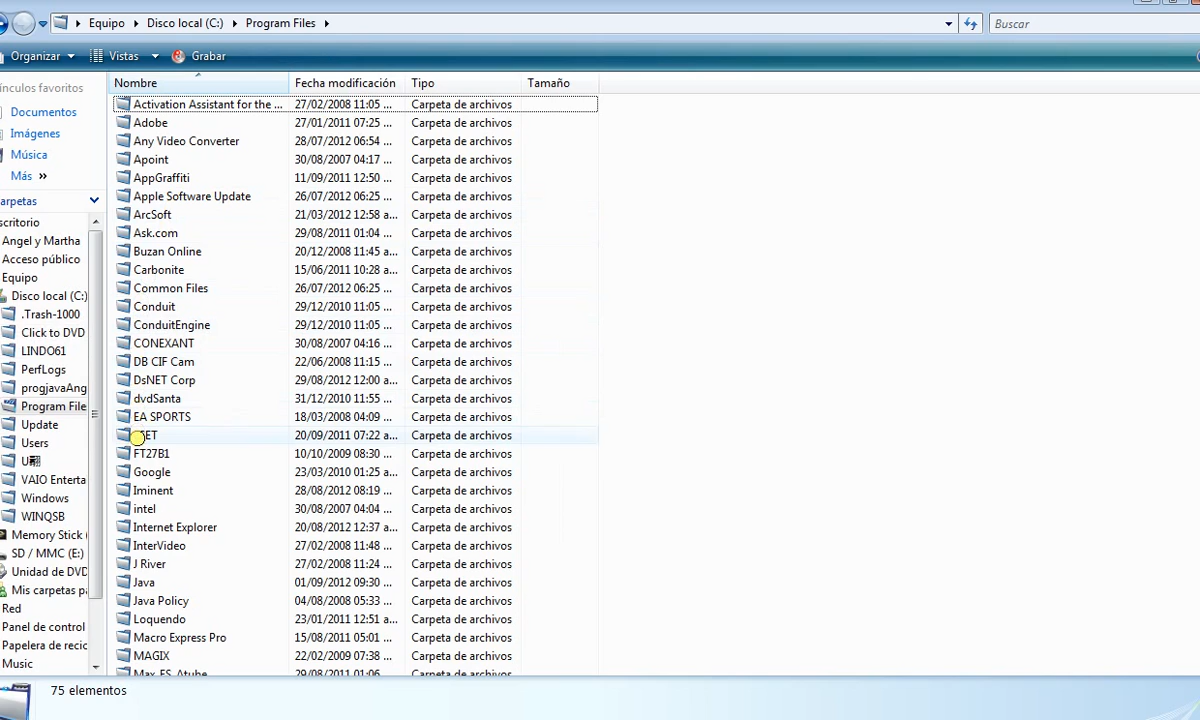 Equipo Disco local (C:) Program Files Buscar
Organizar Vistas Grabar
Documentos
Imágenes
Música
Más »
Acceso público
Angel y Martha
Equipo
Disco local (C:)
.Trash-1000
Click to DVD
LINDO61
PerfLogs
progjavaAng
Program File
Update
Users
VAIO Enterta
Windows
WINQSB
Memory Stick (
SD / MMC (E:)
Unidad de DVD
Mis carpetas pa
Red
Panel de control
Papelera de recic
Music
Nombre Fecha modificación Tipo Tamaño
Activation Assistant for the ... 27/02/2008 11:05 ... Carpeta de archivos
Adobe 27/01/2011 07:25 ... Carpeta de archivos
Any Video Converter 28/07/2012 06:54 ... Carpeta de archivos
Apoint 30/08/2007 04:17 ... Carpeta de archivos
AppGraffiti 11/09/2011 12:50 ... Carpeta de archivos
Apple Software Update 26/07/2012 06:25 ... Carpeta de archivos
ArcSoft 21/03/2012 12:58 a... Carpeta de archivos
Ask.com 29/08/2011 01:04 ... Carpeta de archivos
Buzan Online 20/12/2008 11:45 a... Carpeta de archivos
Carbonite 15/06/2011 10:28 a... Carpeta de archivos
Common Files 26/07/2012 06:25 ... Carpeta de archivos
Conduit 29/12/2010 11:05 ... Carpeta de archivos
ConduitEngine 29/12/2010 11:05 ... Carpeta de archivos
CONEXANT 30/08/2007 04:16 ... Carpeta de archivos
DB CIF Cam 22/06/2008 11:15 ... Carpeta de archivos
DsNET Corp 29/08/2012 12:00 a... Carpeta de archivos
dvdSanta 31/12/2010 11:55 ... Carpeta de archivos
EA SPORTS 18/03/2008 04:09 ... Carpeta de archivos
20/09/2011 07:22 a... Carpeta de archivos
FT27B1 10/10/2009 08:30 ... Carpeta de archivos
Google 23/03/2010 01:25 a... Carpeta de archivos
Iminent 28/08/2012 08:19 ... Carpeta de archivos
intel 30/08/2007 04:04 ... Carpeta de archivos
Internet Explorer 20/08/2012 12:37 a... Carpeta de archivos
InterVideo 27/02/2008 11:48 ... Carpeta de archivos
J River 27/02/2008 11:24 ... Carpeta de archivos
Java 01/09/2012 09:30 ... Carpeta de archivos
Java Policy 04/08/2008 05:33 ... Carpeta de archivos
Loquendo 23/01/2011 12:51 a... Carpeta de archivos
Macro Express Pro 15/08/2011 05:01 ... Carpeta de archivos
MAGIX 22/02/2009 07:38 ... Carpeta de archivos
Max_FS_Atube 29/08/2011 01:06 ... Carpeta de archivos
75 elementos